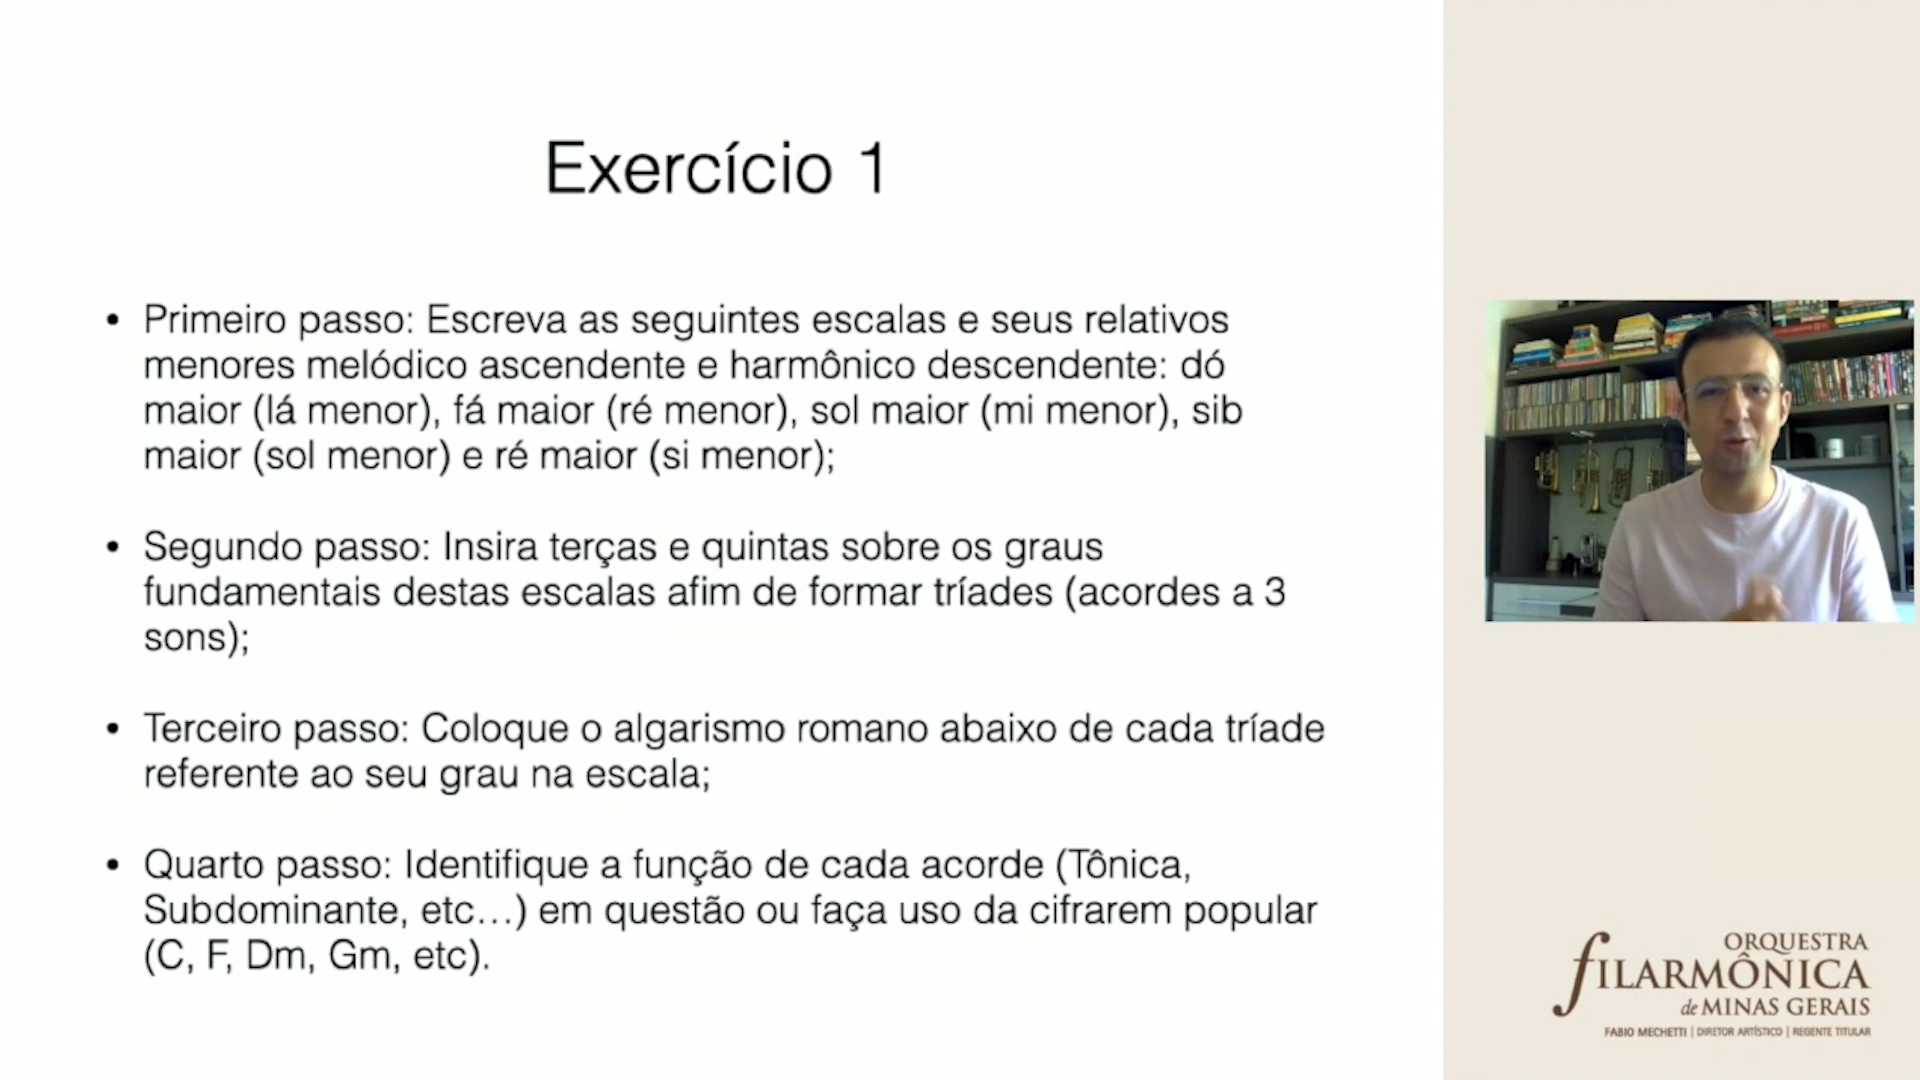 Exercício 1
• Primeiro passo: Escreva as seguintes escalas e seus relativos
menores melódico ascendente e harmônico descendente: dó
maior (lá menor), fá maior (ré menor), sol maior (mi menor), sib
maior (sol menor) e ré maior (si menor);
• Segundo passo: Insira terças e quintas sobre os graus
fundamentais destas escalas afim de formar tríades (acordes a 3
sons);
• Terceiro passo: Coloque o algarismo romano abaixo de cada tríade
referente ao seu grau na escala;
• Quarto passo: Identifique a função de cada acorde (Tônica,
Subdominante, etc…) em questão ou faça uso da cifrarem popular
(C, F, Dm, Gm, etc).
ORQUESTRA
fILARMÔNICA
de MINAS GERAIS
FABIO MECHETTI | DIRETOR ARTÍSTICO | REGENTE TITULAR